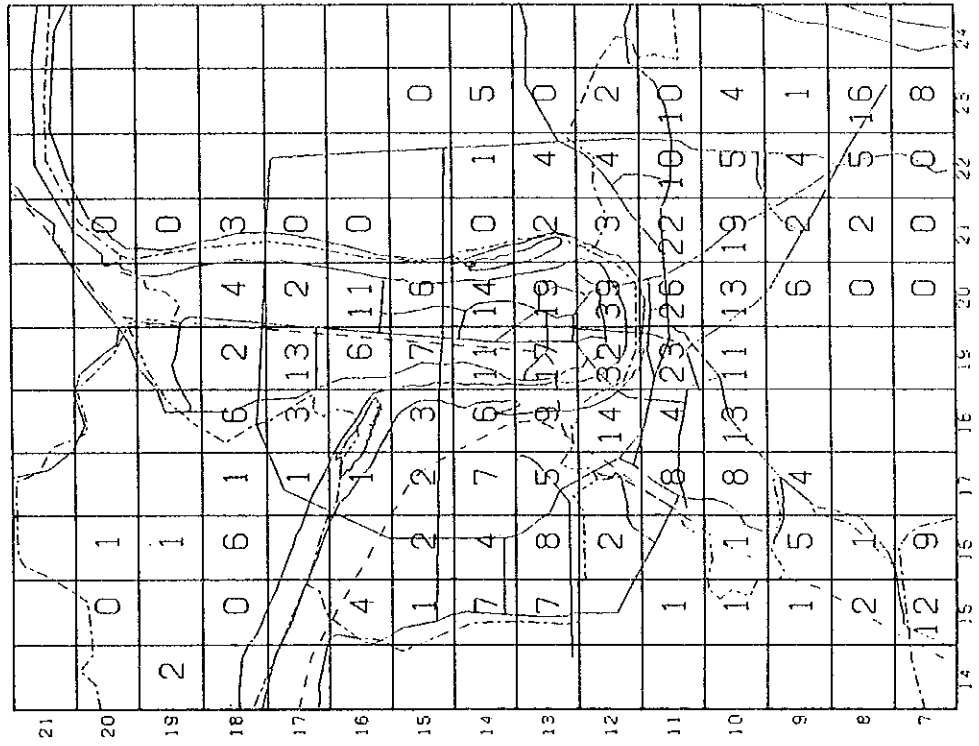 21
20 0 1 0
19 2 1 0
18 0 6 1 6 2 4 3
17 1 3 13 2 0
16 4 1 6 11 0
15 1 2 2 3 7 6 0
14 7 4 7 6 11 14 0 1 5
13 7 8 5 9 17 19 2 4 0
12 2 14 32 39 3 4 2
11 1 8 4 23 26 22 10 10
10 1 1 8 13 11 13 19 5 4
9 1 5 4 6 2 4 1
8 2 1 0 2 5 16
7 12 9 0 0 0 8
14 15 16 17 18 19 20 21 22 23 24